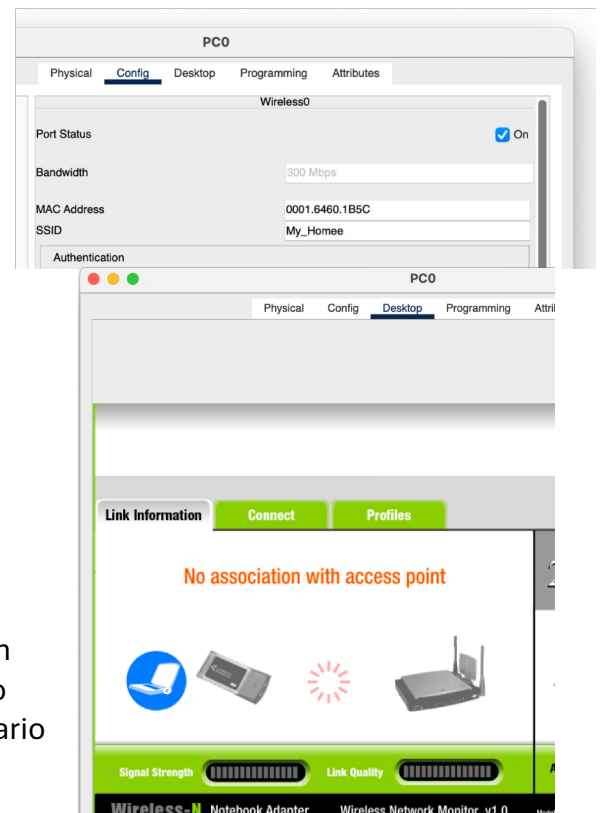 PC0
Physical Config Desktop Programming Attributes
Wireless0
Port Status On
Bandwidth 300 Mbps
MAC Address 0001.6460.1B5C
SSID My_Homee
Authentication
PC0
Physical Config Desktop Programming
Link Information Connect Profiles
No association with access point
ario
Signal Strength Link Quality
Wireless-N Notebook Adapter Wireless Network Monitor v1.0